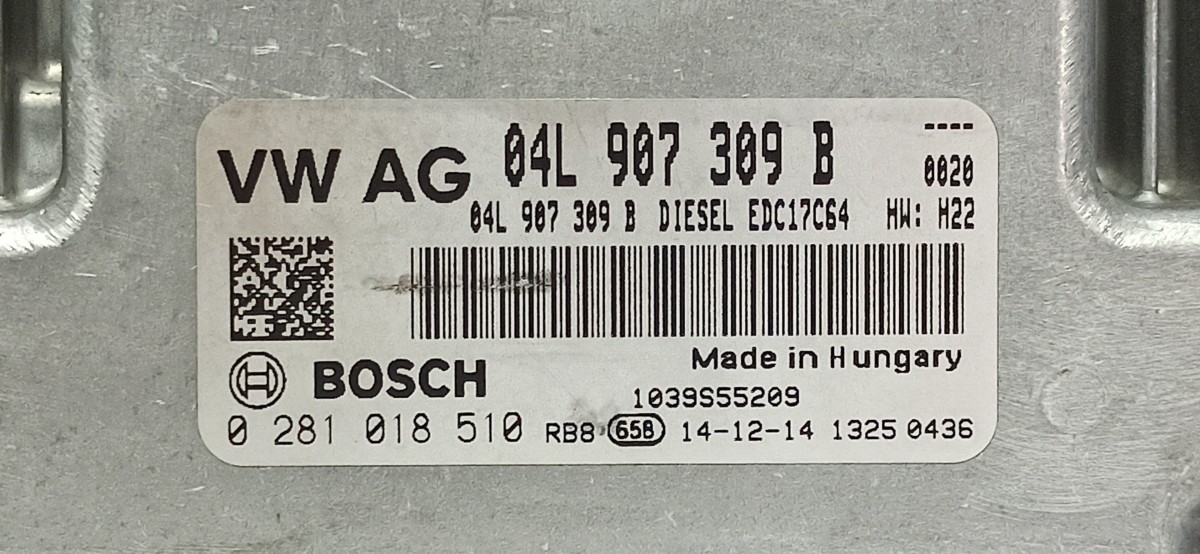 VW AG 04L 907 309 B ----
0020
04L 907 309 B DIESEL EDC17C64 HW: H22
Made in Hungary
BOSCH
1039S55209
0 281 018 510 RB8 65B 14-12-14 1325 0436